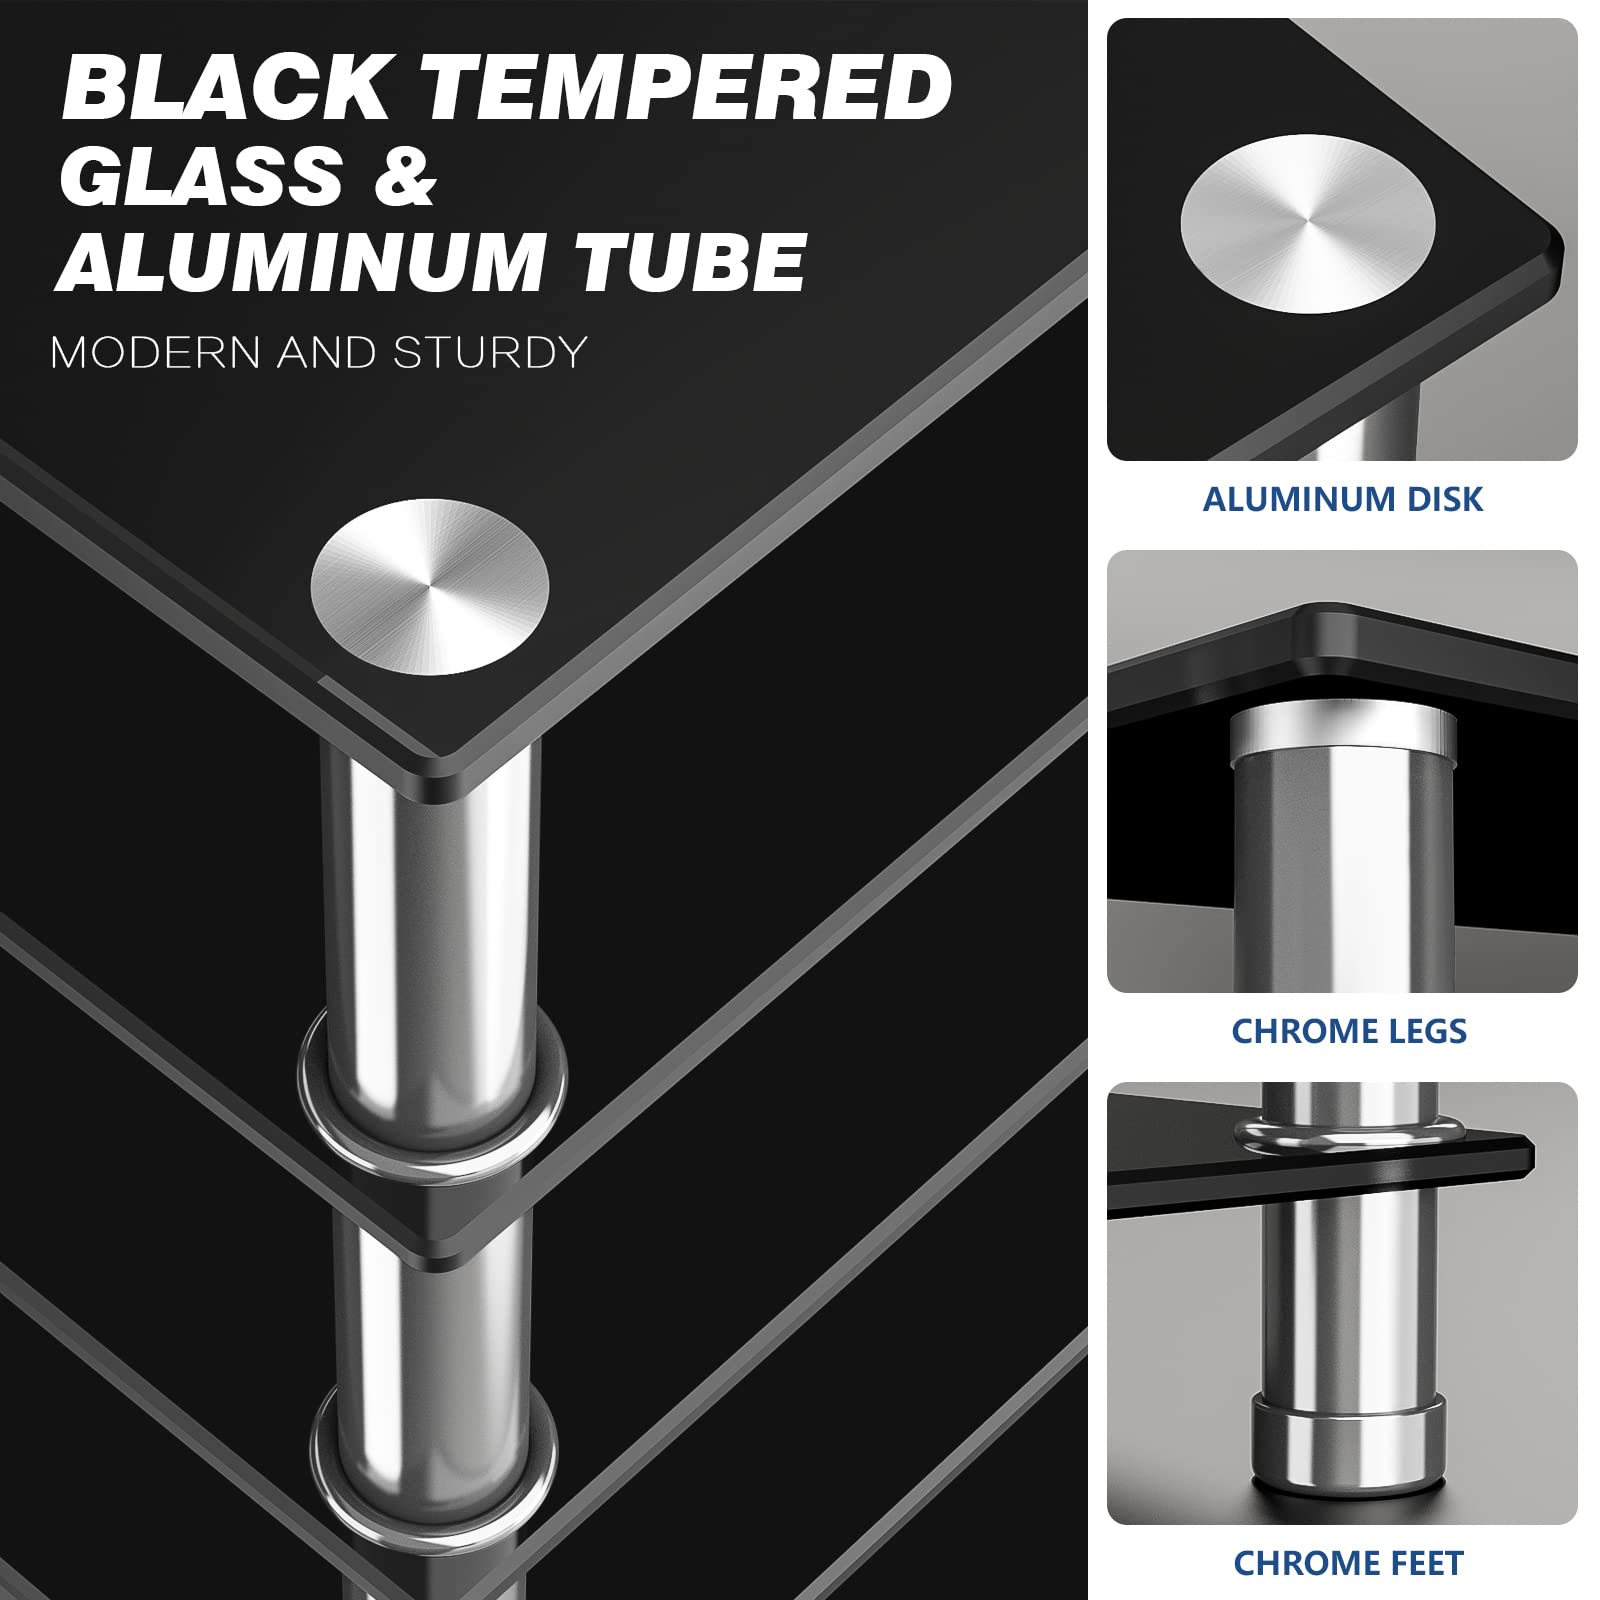 BLACK TEMPERED
GLASS &
ALUMINUM TUBE
MODERN AND STURDY
ALUMINUM DISK
CHROME LEGS
CHROME FEET